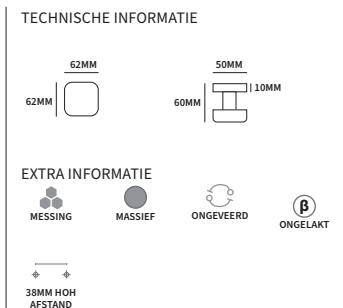 TECHNISCHE INFORMATIE
62MM
62MM
50MM
10MM
60MM
EXTRA INFORMATIE
MESSING
MASSIEF
ONGEVEERD
β
ONGELAKT
38MM HOH
AFSTAND